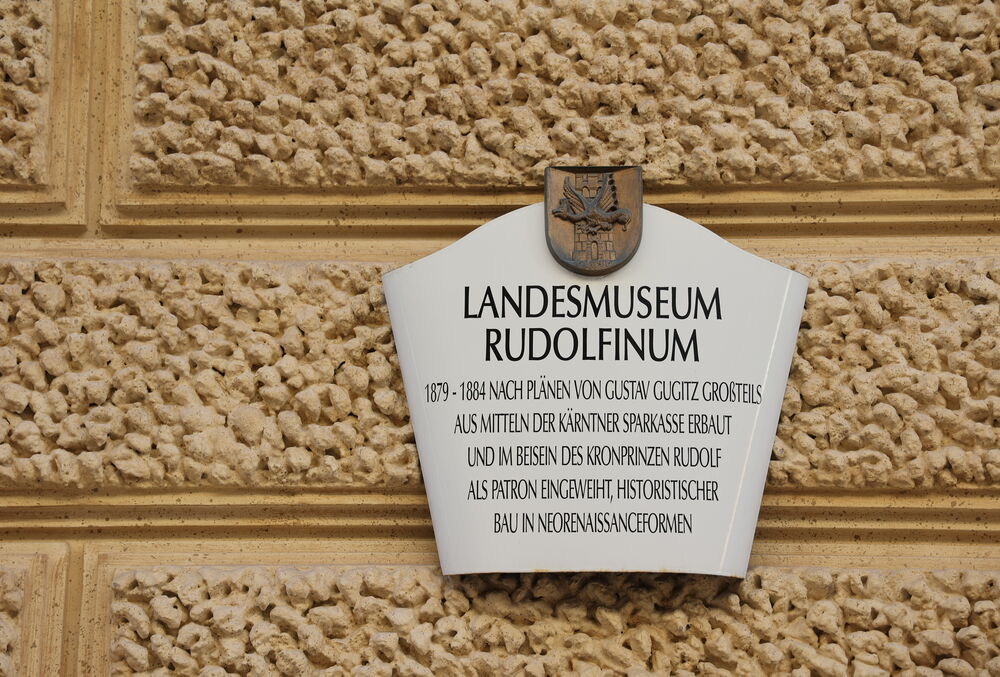 LANDESMUSEUM
RUDOLFINUM
1879 - 1884 NACH PLÄNEN VON GUSTAV GUGITZ GROßTEILS
AUS MITTELN DER KÄRNTNER SPARKASSE ERBAUT
UND IM BEISEIN DES KRONPRINZEN RUDOLF
ALS PATRON EINGEWEIHT, HISTORISTISCHER
BAU IN NEORENAISSANCEFORMEN